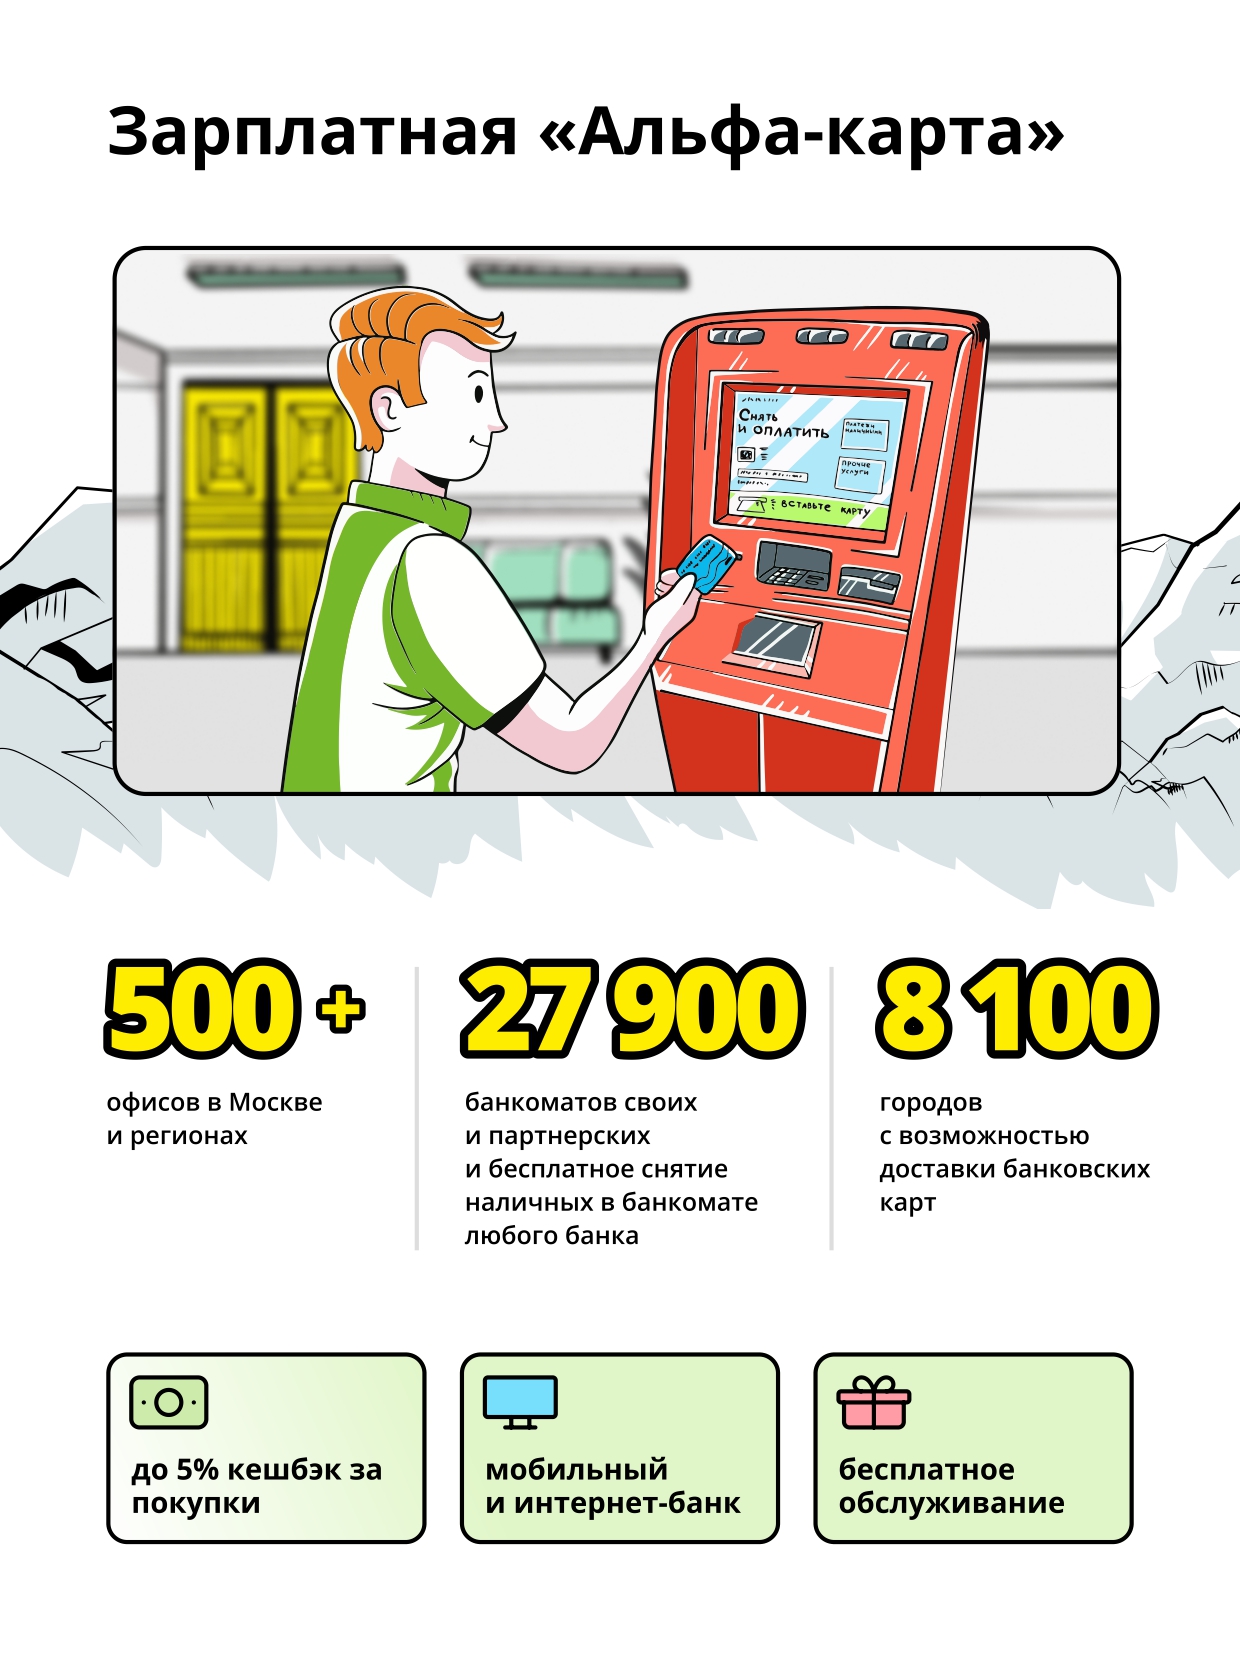 Зарплатная «Альфа-карта»
Снять
и оплатить
Платежи
наличными
Прочие
услуги
вставьте карту
500 +
офисов в Москве
и регионах
27 900
банкоматов своих
и партнерских
и бесплатное снятие
наличных в банкомате
любого банка
8 100
городов
с возможностью
доставки банковских
карт
до 5% кешбэк за
покупки
мобильный
и интернет-банк
бесплатное
обслуживание